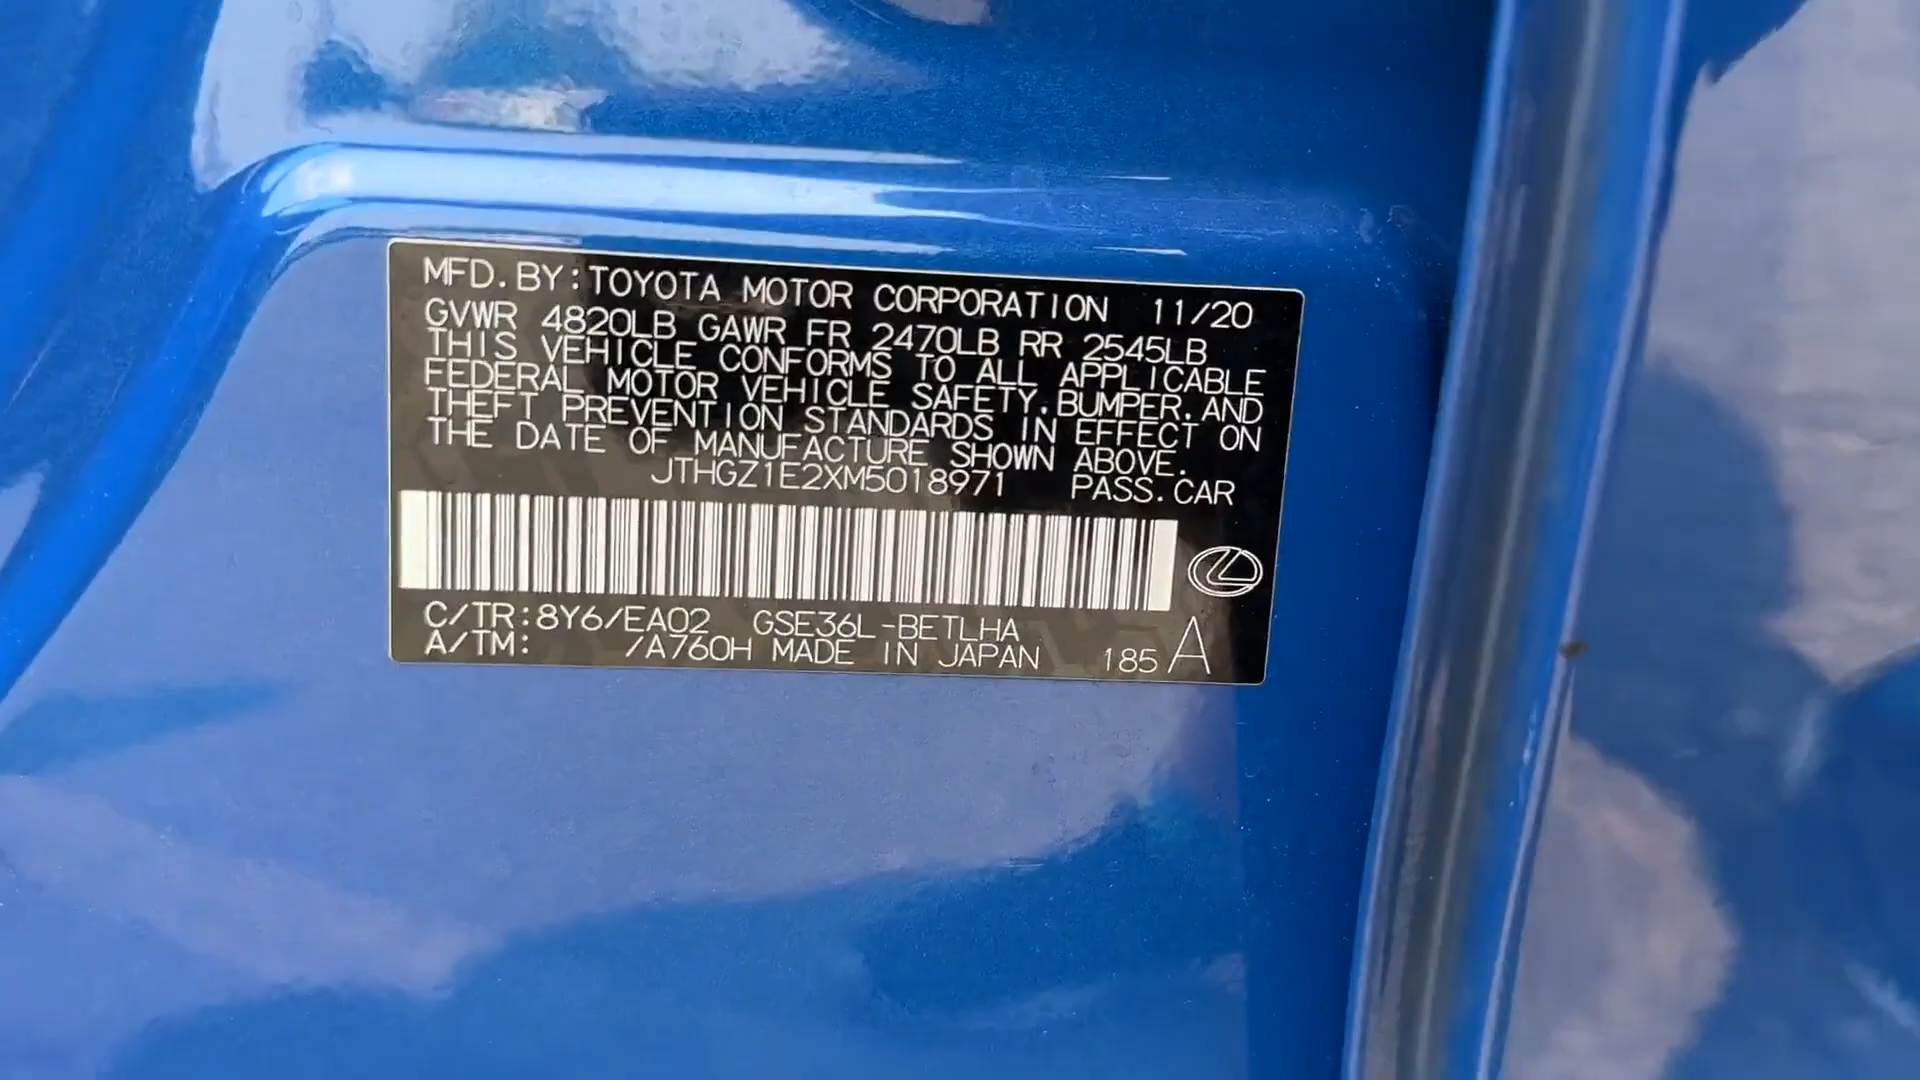 MFD. BY: TOYOTA MOTOR CORPORATION 11/20
GVWR 4820LB GAWR FR 2470LB RR 2545LB
THIS VEHICLE CONFORMS TO ALL APPLICABLE
FEDERAL MOTOR VEHICLE SAFETY, BUMPER, AND
THEFT PREVENTION STANDARDS IN EFFECT ON
THE DATE OF MANUFACTURE SHOWN ABOVE.
JTHGZ1E2XM5018971 PASS. CAR
C/TR: 8Y6/EA02 GSE36L-BETLHA
A/TM: /A760H MADE IN JAPAN 185 A